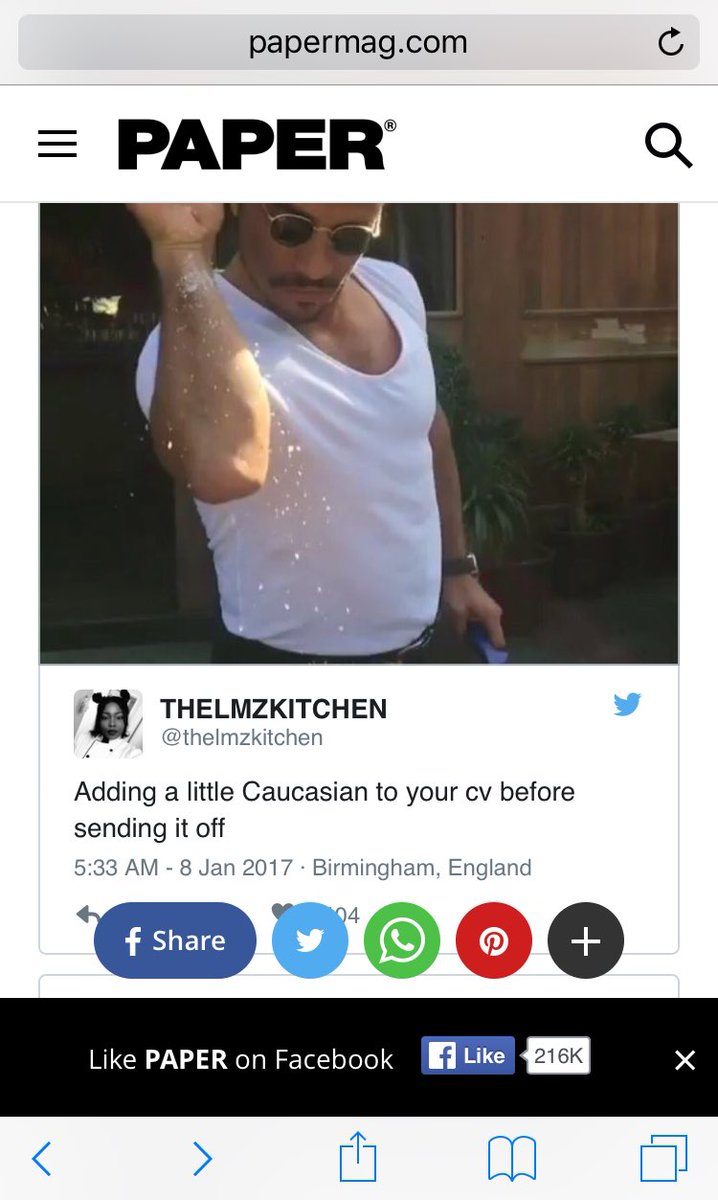 papermag.com
PAPER®
THELMZKITCHEN
@thelmzkitchen
Adding a little Caucasian to your cv before
sending it off
5:33 AM - 8 Jan 2017 · Birmingham, England
04
f Share
Like PAPER on Facebook
f Like
216K